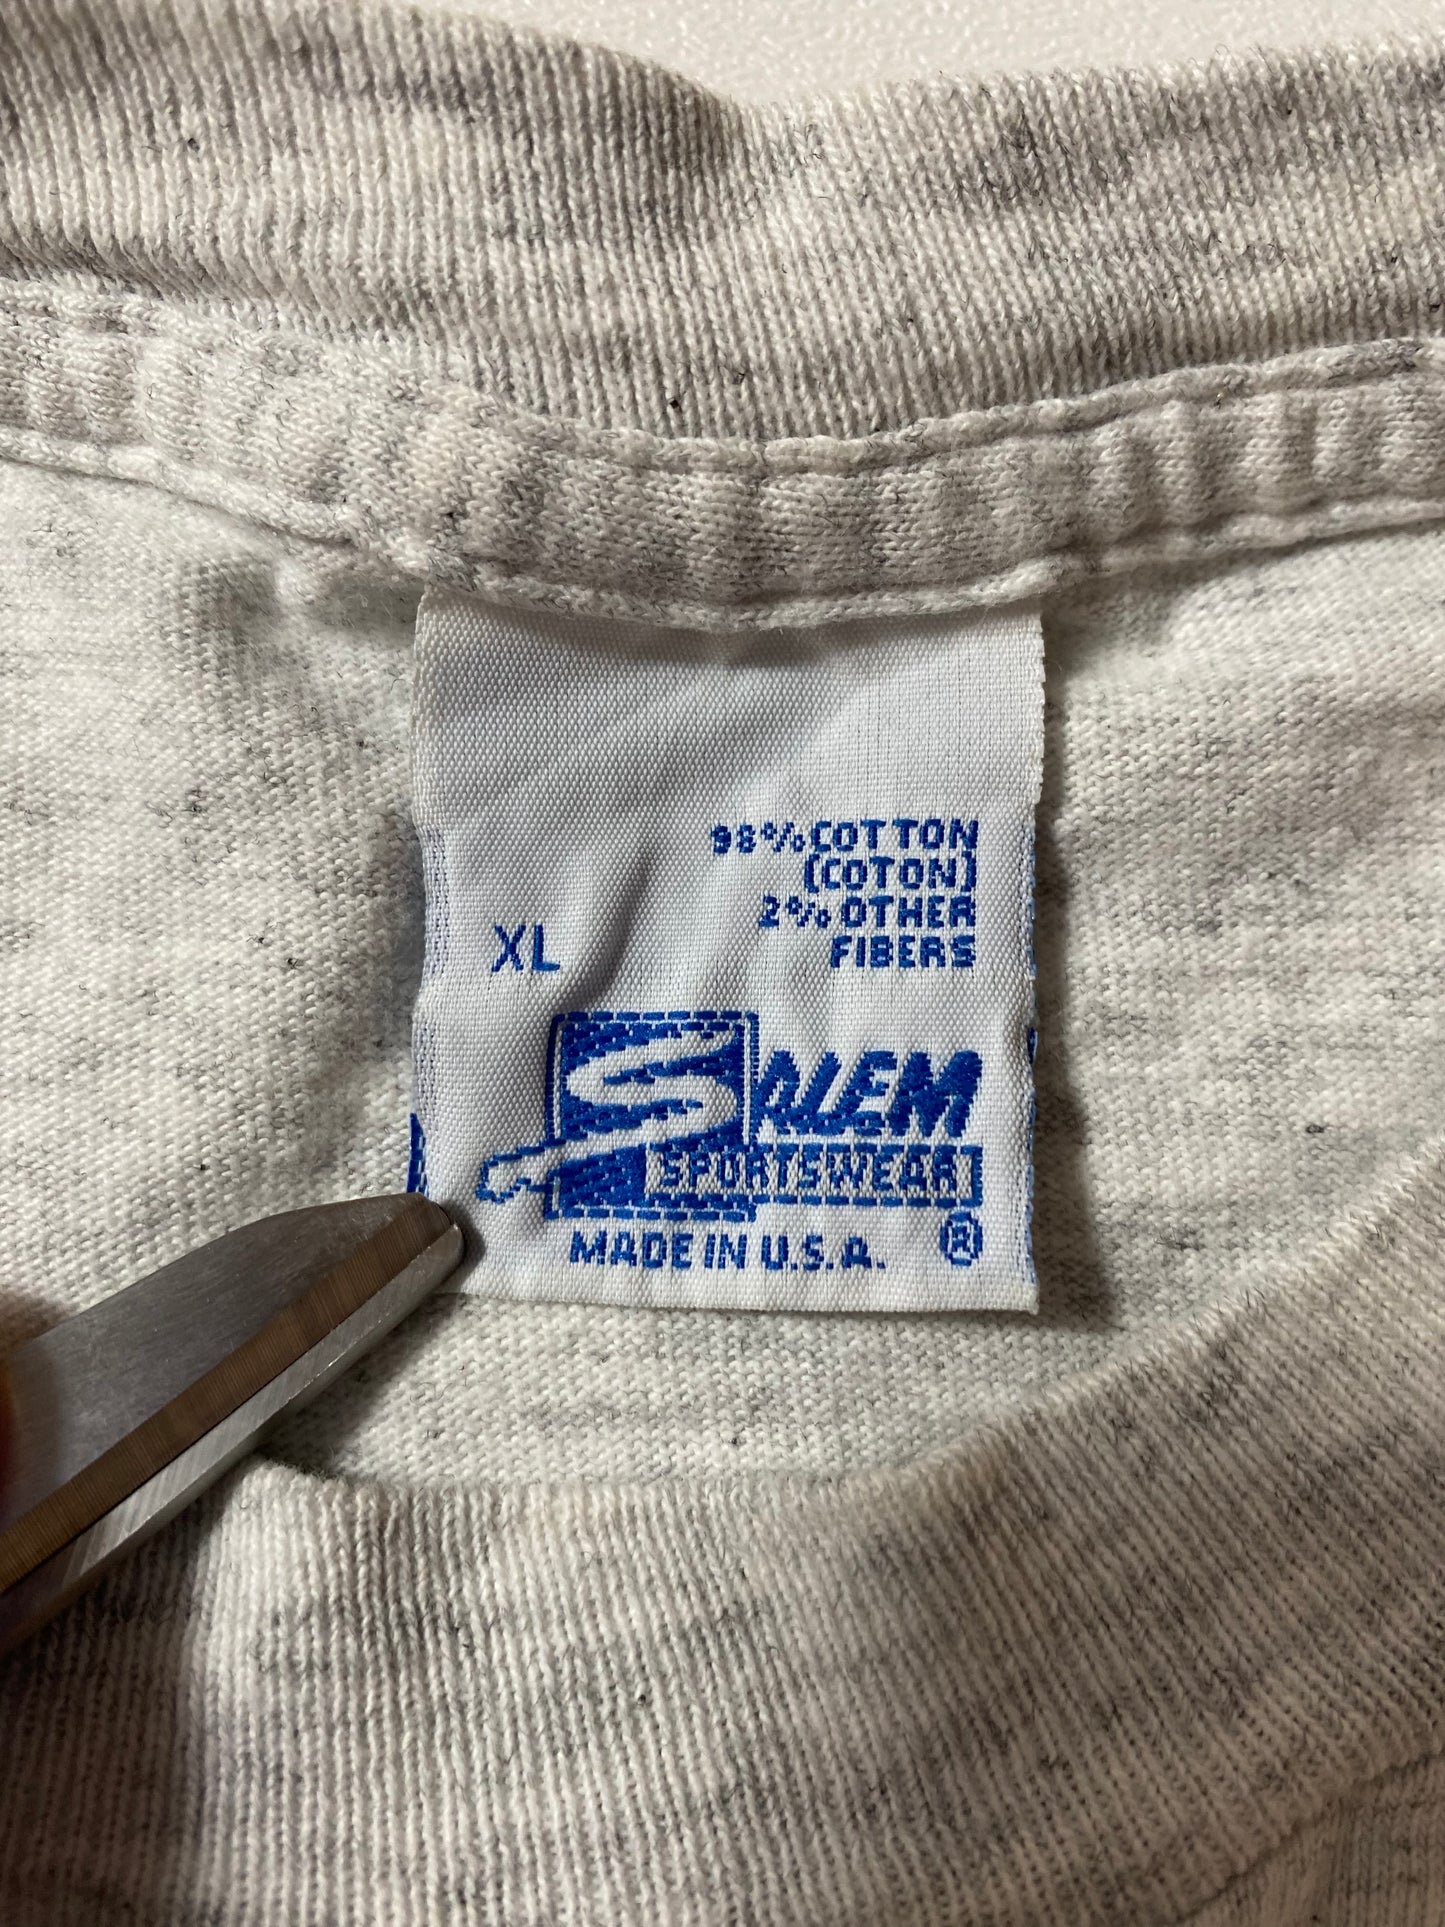 98% COTTON
(COTON)
2% OTHER
FIBERS
XL
SALEM
SPORTSWEAR
MADE IN U.S.A. ®